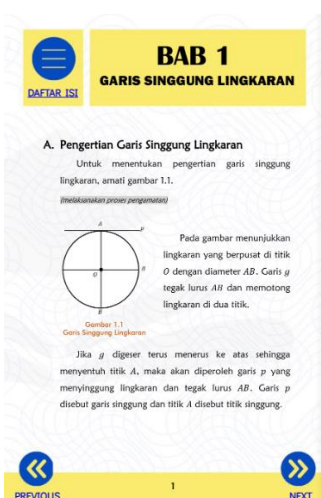 BAB 1
GARIS SINGGUNG LINGKARAN
DAFTAR ISI
A. Pengertian Garis Singgung Lingkaran
Untuk menentukan pengertian garis singgung
lingkaran, amati gambar 1.1.
(melaksanakan proses pengamatan)
A
p
O
B
Gambar 1.1
Garis Singgung Lingkaran
Pada gambar menunjukkan
lingkaran yang berpusat di titik
O dengan diameter AB. Garis g
tegak lurus AB dan memotong
lingkaran di dua titik.
Jika g digeser terus menerus ke atas sehingga
menyentuh titik A, maka akan diperoleh garis p yang
menyinggung lingkaran dan tegak lurus AB. Garis p
disebut garis singgung dan titik A disebut titik singgung.
PREVIOUS
1
NEXT